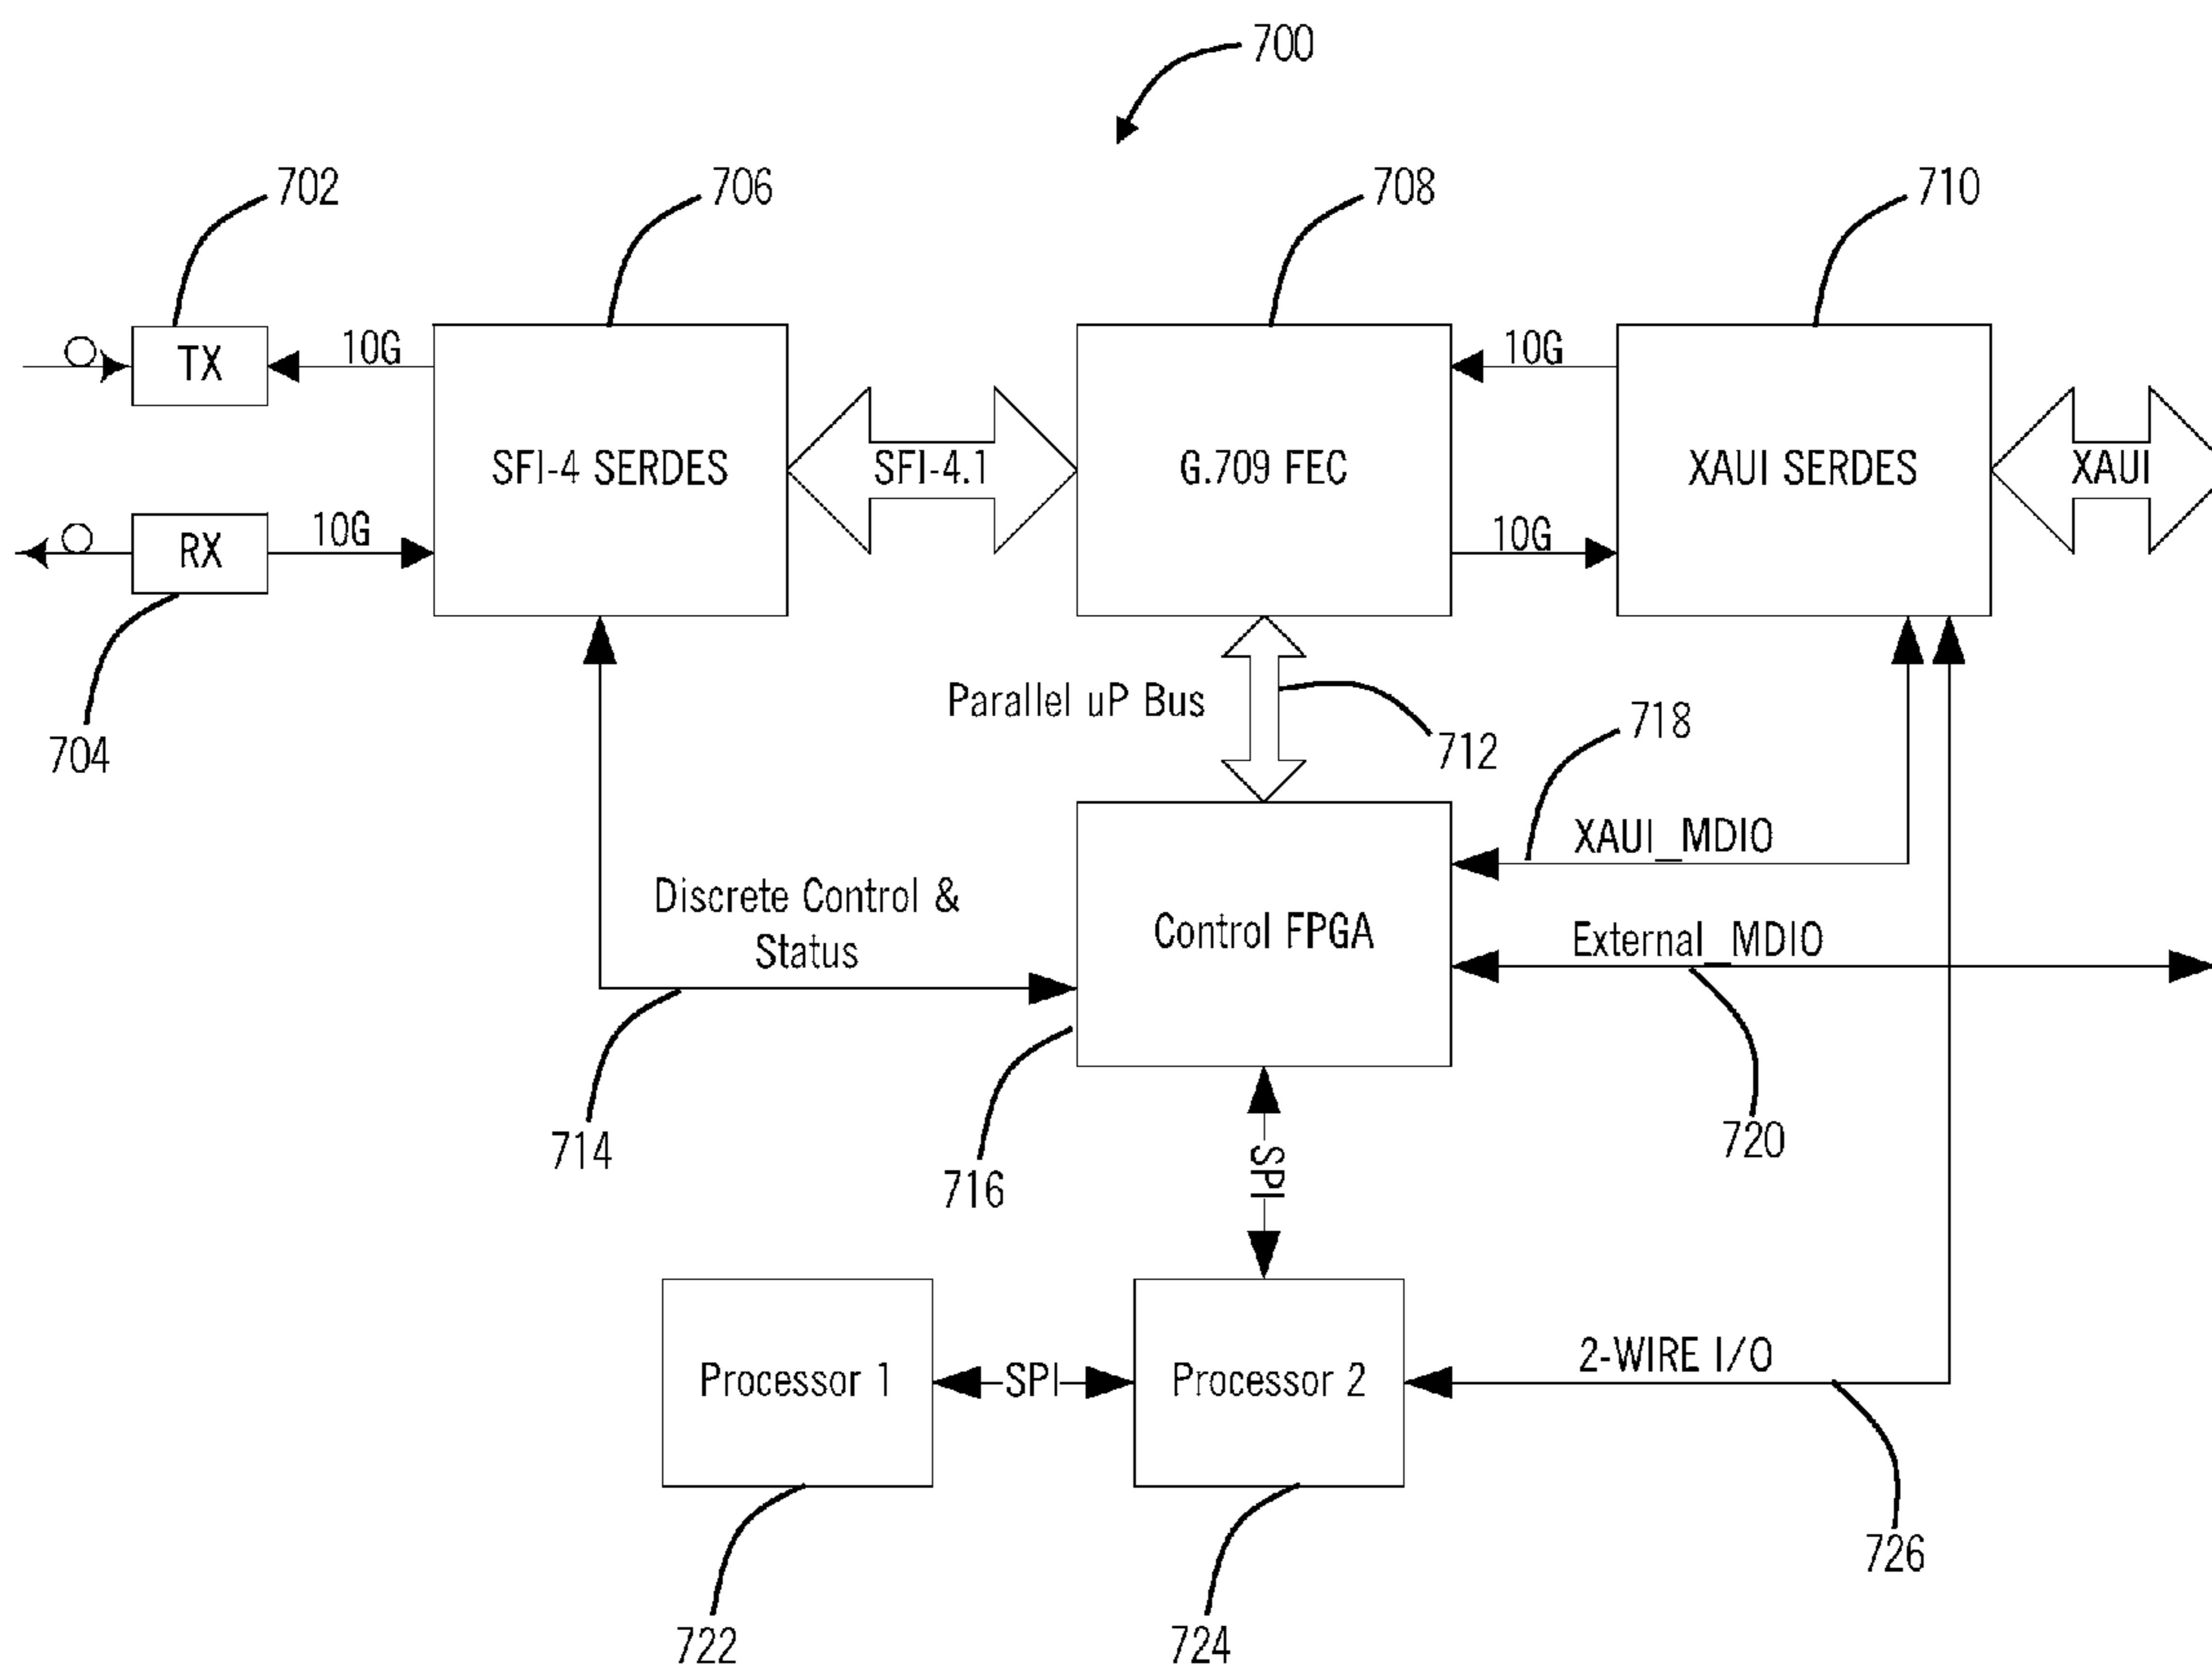 700
702
706
708
710
TX
10G
10G
SFI-4 SERDES
SFI-4.1
G.709 FEC
XAUI SERDES
XAUI
RX
10G
10G
704
Parallel uP Bus
712
718
XAUI_MDIO
Discrete Control &
Status
Control FPGA
External_MDIO
714
716
SPI
720
Processor 1
SPI
Processor 2
2-WIRE I/O
726
722
724